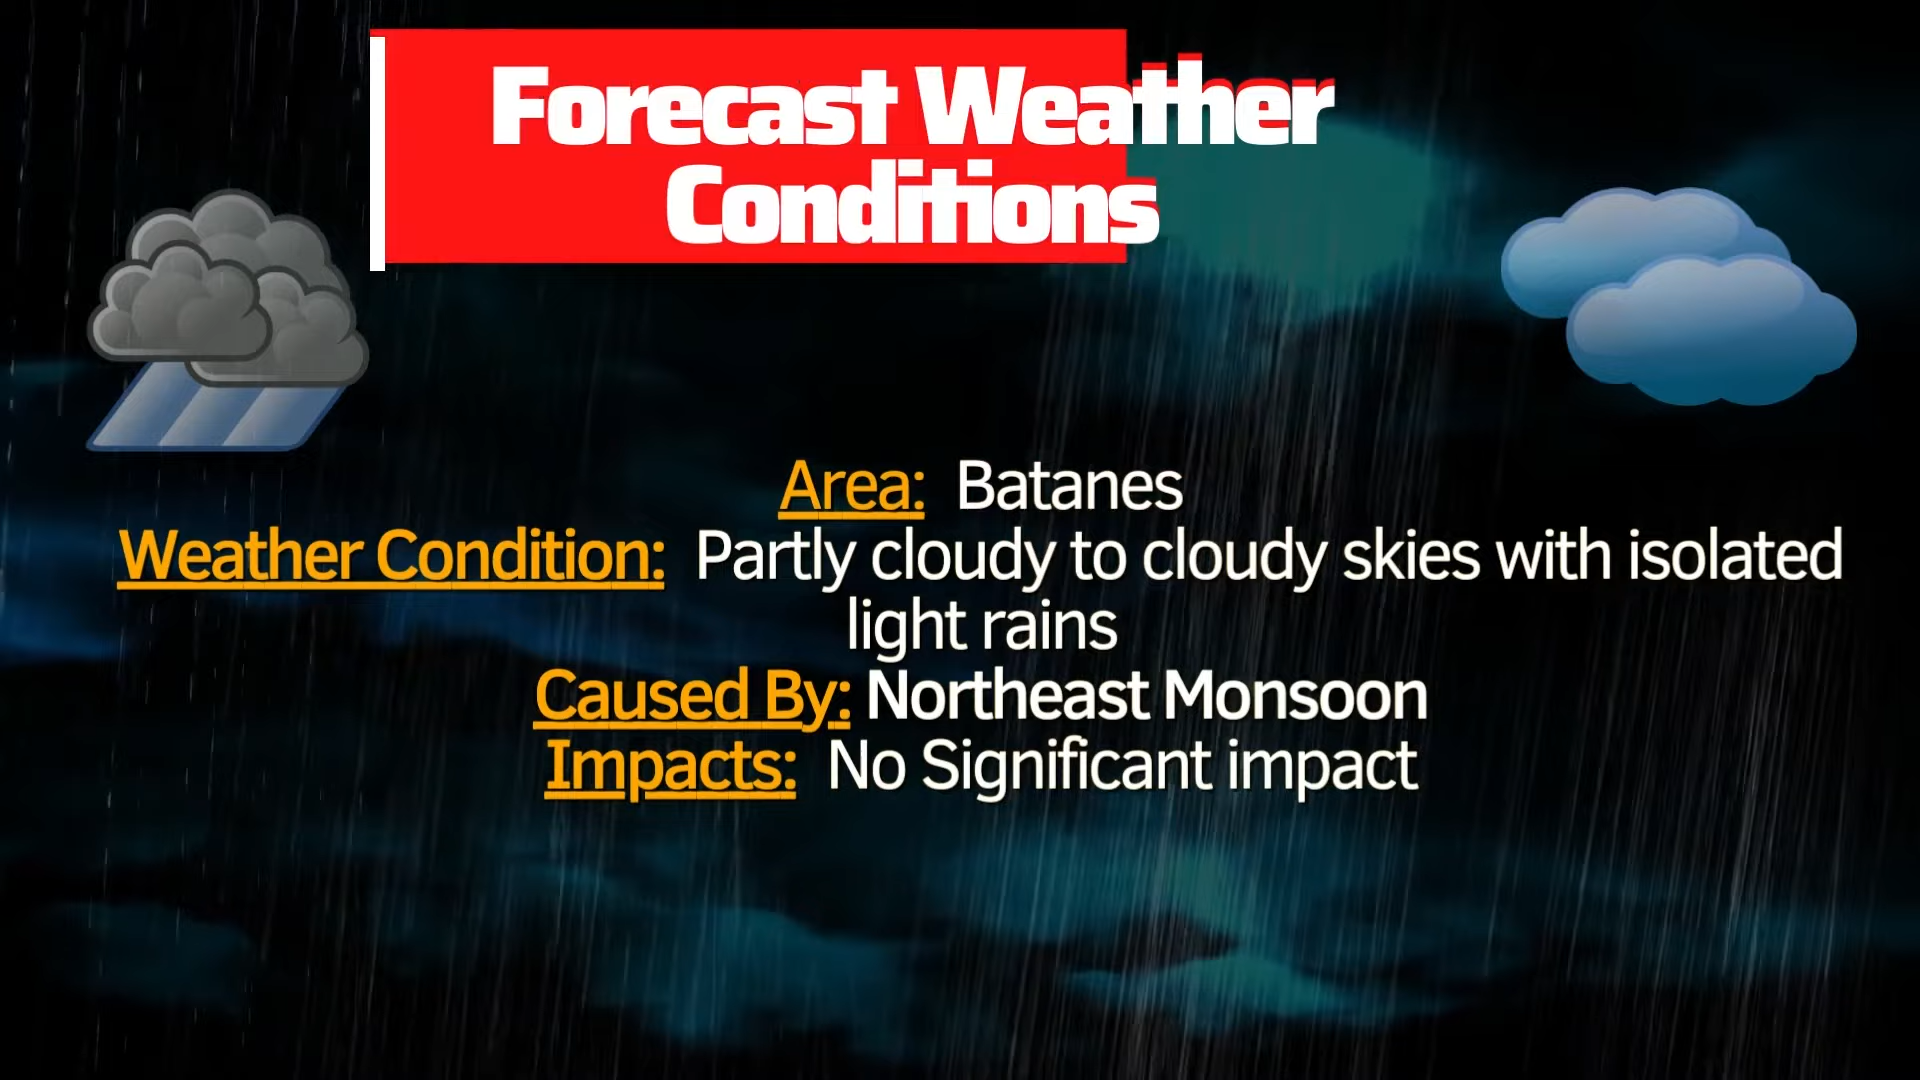 Forecast Weather
Conditions
Area: Batanes
Weather Condition: Partly cloudy to cloudy skies with isolated
light rains
Caused By: Northeast Monsoon
Impacts: No Significant impact